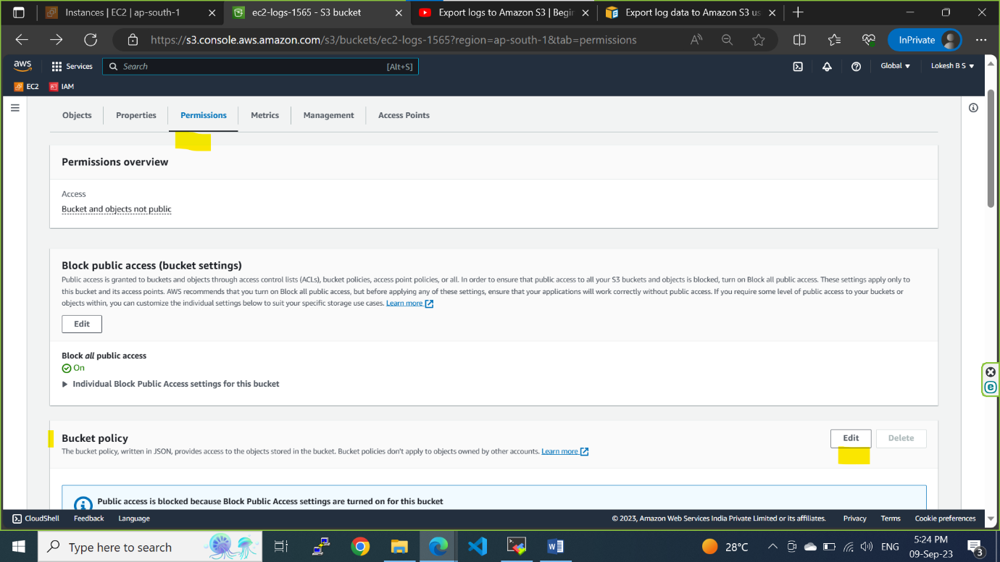 Instances | EC2 | ap-south-1
ec2-logs-1565 - S3 bucket
Export logs to Amazon S3 | Begin
Export log data to Amazon S3 us
https://s3.console.aws.amazon.com/s3/buckets/ec2-logs-1565?region=ap-south-1&tab=permissions
InPrivate
aws
Services
Search
[Alt+S]
Global
Lokesh B S
EC2
IAM
Objects
Properties
Permissions
Metrics
Management
Access Points
Permissions overview
Access
Bucket and objects not public
Block public access (bucket settings)
Public access is granted to buckets and objects through access control lists (ACLs), bucket policies, access point policies, or all. In order to ensure that public access to all your S3 buckets and objects is blocked, turn on Block all public access. These settings apply only to
this bucket and its access points. AWS recommends that you turn on Block all public access, but before applying any of these settings, ensure that your applications will work correctly without public access. If you require some level of public access to your buckets or
objects within, you can customize the individual settings below to suit your specific storage use cases. Learn more
Edit
Block all public access
On
Individual Block Public Access settings for this bucket
Bucket policy
Edit
Delete
The bucket policy, written in JSON, provides access to the objects stored in the bucket. Bucket policies don't apply to objects owned by other accounts. Learn more
Public access is blocked because Block Public Access settings are turned on for this bucket
CloudShell
Feedback
Language
© 2023, Amazon Web Services India Private Limited or its affiliates.
Privacy
Terms
Cookie preferences
Type here to search
28°C
ENG
5:24 PM
09-Sep-23
3